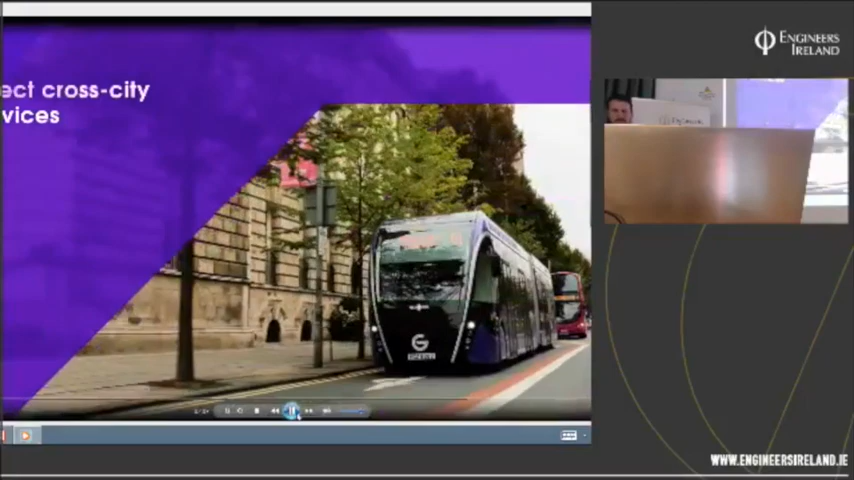 ect cross-city
vices
ENGINEERS
IRELAND
G
WWW.ENGINEERSIRELAND.IE